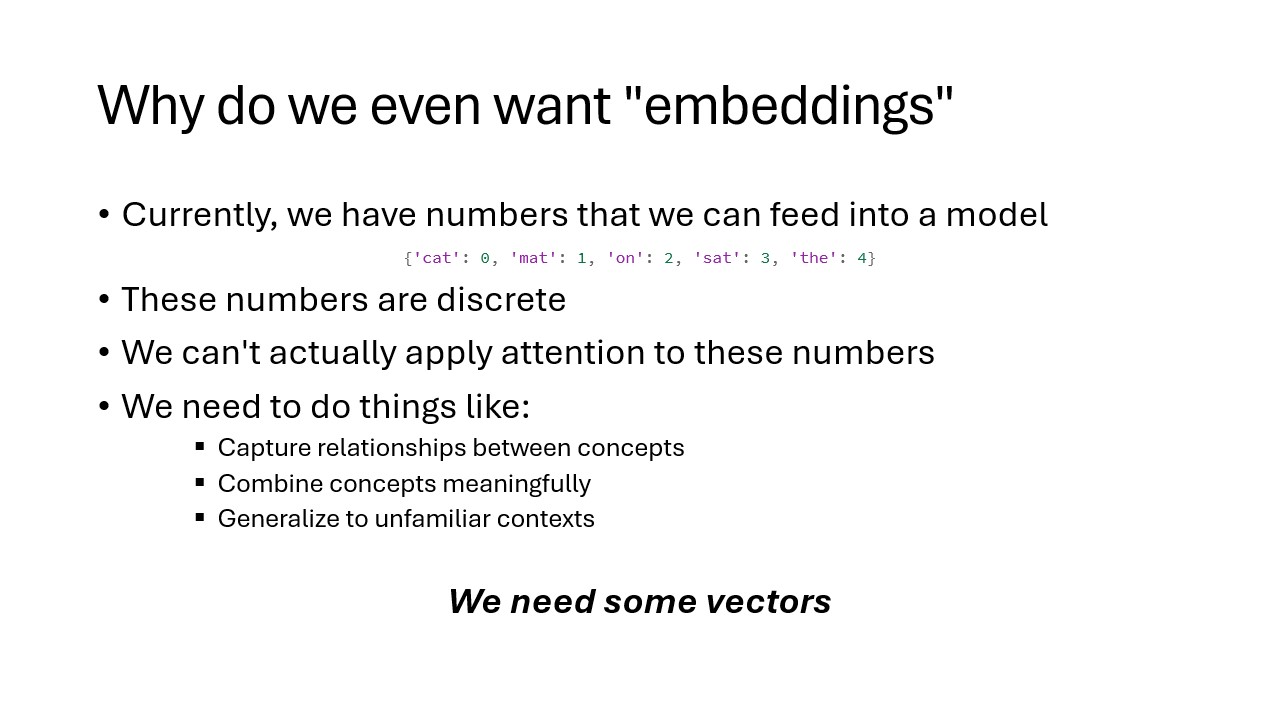 Why do we even want "embeddings"
• Currently, we have numbers that we can feed into a model
{'cat': 0, 'mat': 1, 'on': 2, 'sat': 3, 'the': 4}
• These numbers are discrete
• We can't actually apply attention to these numbers
• We need to do things like:
▪ Capture relationships between concepts
▪ Combine concepts meaningfully
▪ Generalize to unfamiliar contexts
We need some vectors